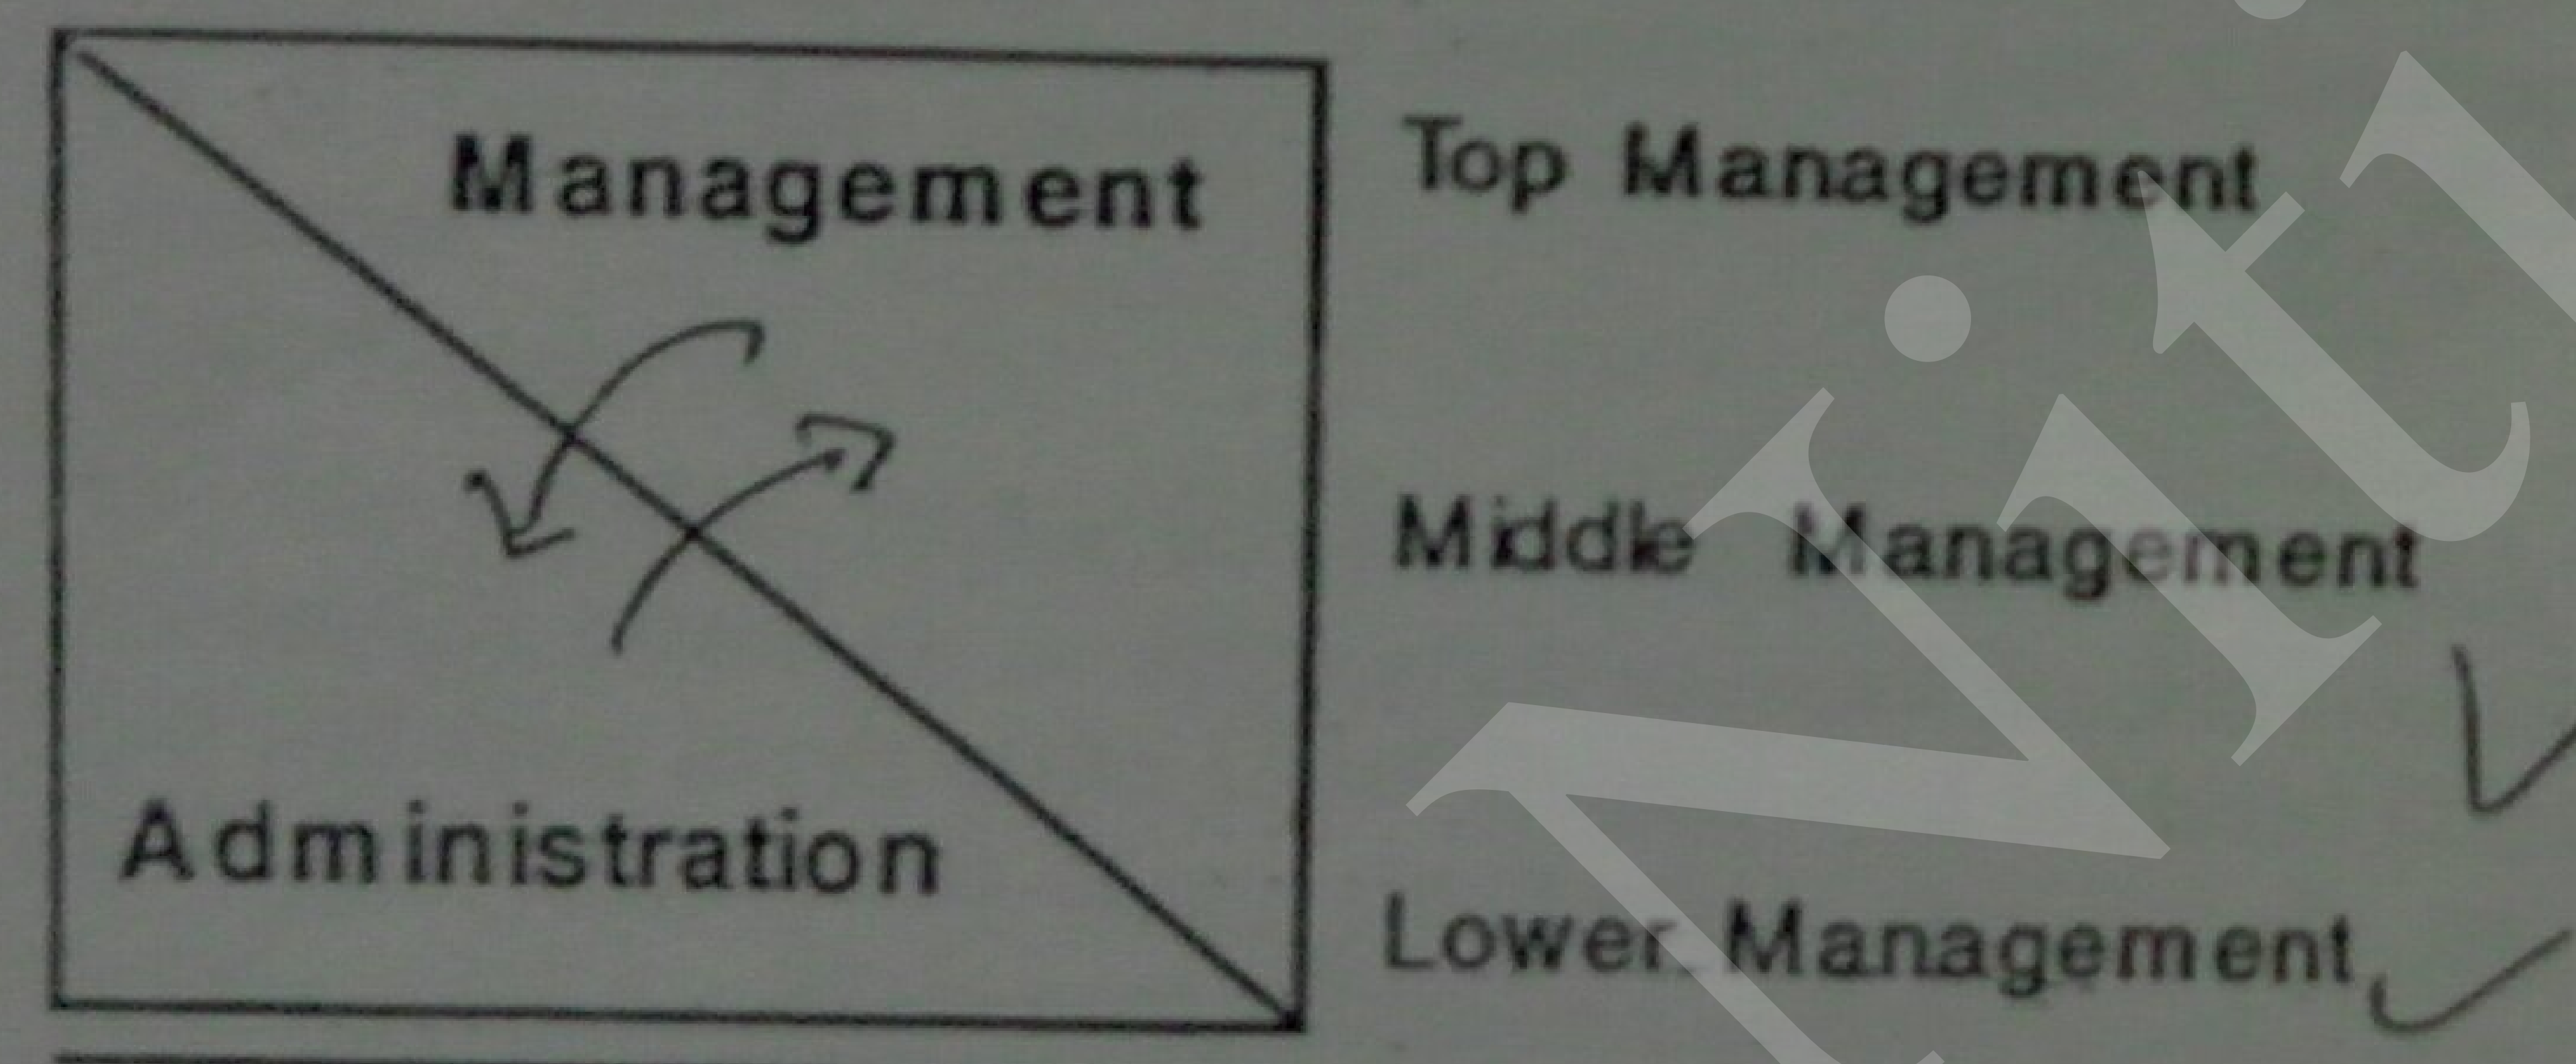 Management
Top Management
Middle Management
Administration
Lower Management